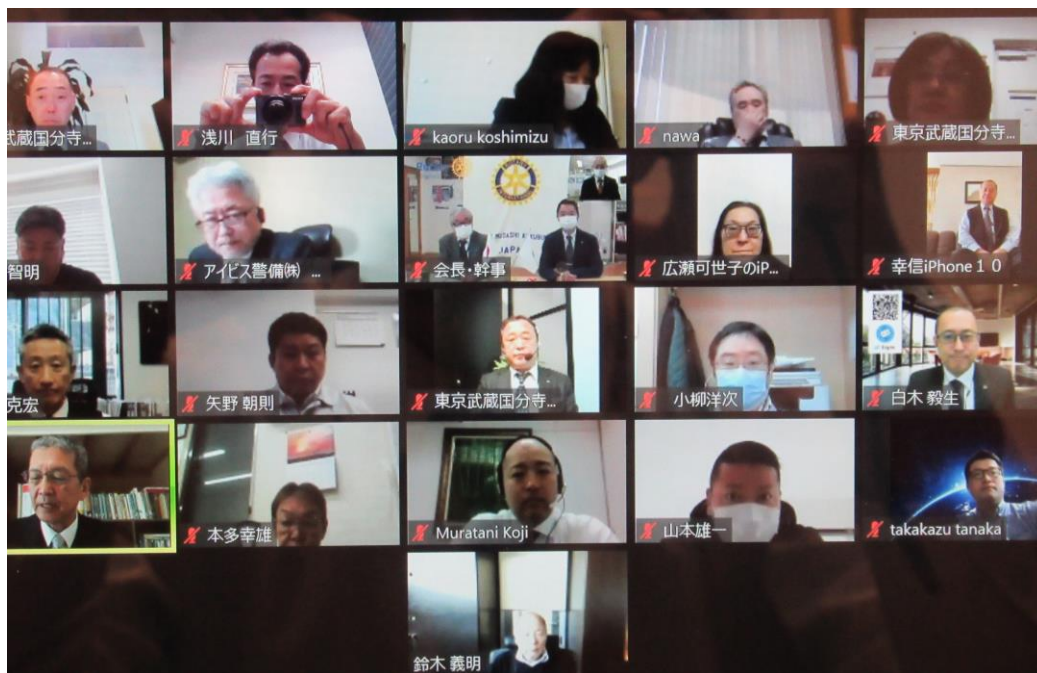 武蔵国分寺...
浅川 直行
kaoru koshimizu
nawa
東京武蔵国分寺...
智明
アイビス警備㈱ ...
会長・幹事
JAPA
広瀬可世子のiP...
幸信iPhone１０
克宏
矢野 朝則
東京武蔵国分寺...
小柳洋次
白木 毅生
本多幸雄
Muratani Koji
山本雄一
takakazu tanaka
鈴木 義明